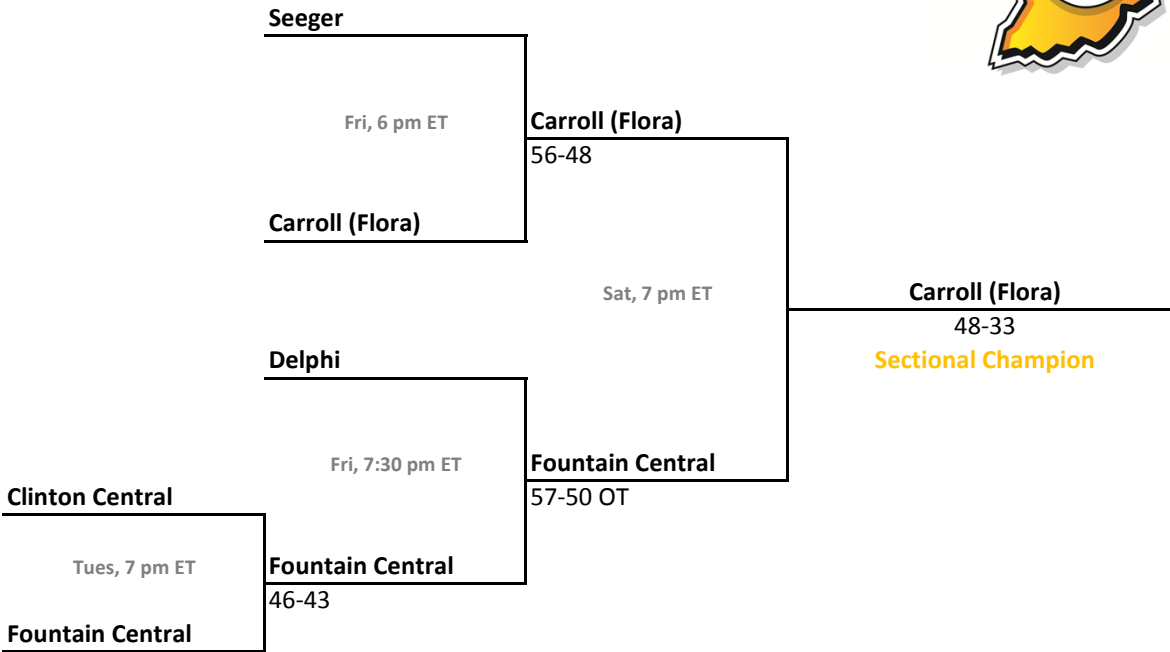 Seeger
Fri, 6 pm ET
Carroll (Flora)
56-48
Carroll (Flora)
Sat, 7 pm ET
Carroll (Flora)
48-33
Sectional Champion
Delphi
Fri, 7:30 pm ET
Fountain Central
57-50 OT
Clinton Central
Tues, 7 pm ET
Fountain Central
46-43
Fountain Central